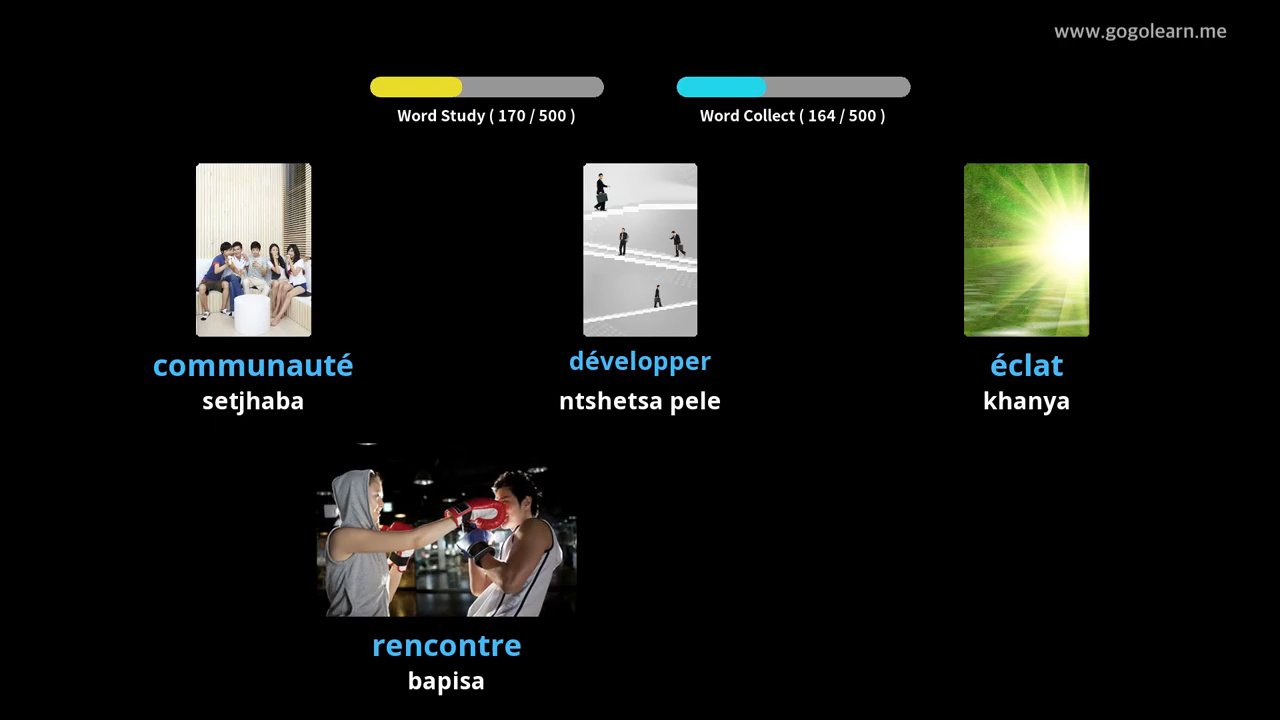 www.gogolearn.me
Word Study ( 170 / 500 )
Word Collect ( 164 / 500 )
communauté
setjhaba
développer
ntshetsa pele
éclat
khanya
rencontre
bapisa